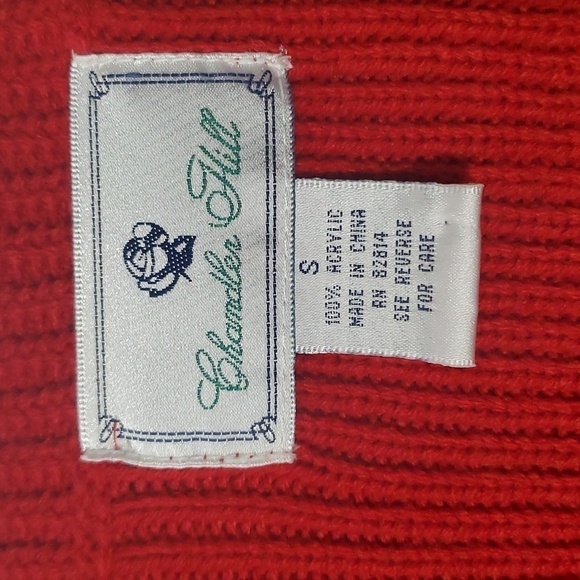 Chandler Hill
S
100% ACRYLIC
MADE IN CHINA
RN 82814
SEE REVERSE
FOR CARE